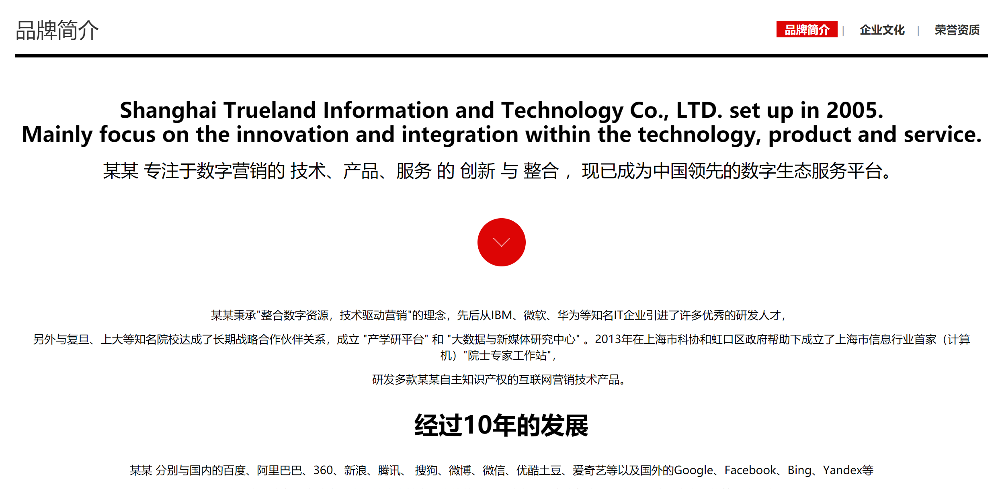 品牌简介
品牌简介 | 企业文化 | 荣誉资质
Shanghai Trueland Information and Technology Co., LTD. set up in 2005.
Mainly focus on the innovation and integration within the technology, product and service.
某某 专注于数字营销的 技术、产品、服务 的 创新 与 整合 ，现已成为中国领先的数字生态服务平台。
某某秉承"整合数字资源，技术驱动营销"的理念，先后从IBM、微软、华为等知名IT企业引进了许多优秀的研发人才，
另外与复旦、上大等知名院校达成了长期战略合作伙伴关系，成立 "产学研平台" 和 "大数据与新媒体研究中心" 。2013年在上海市科协和虹口区政府帮助下成立了上海市信息行业首家（计算
机）"院士专家工作站"，
研发多款某某自主知识产权的互联网营销技术产品。
经过10年的发展
某某 分别与国内的百度、阿里巴巴、360、新浪、腾讯、 搜狗、微博、微信、优酷土豆、爱奇艺等以及国外的Google、Facebook、Bing、Yandex等